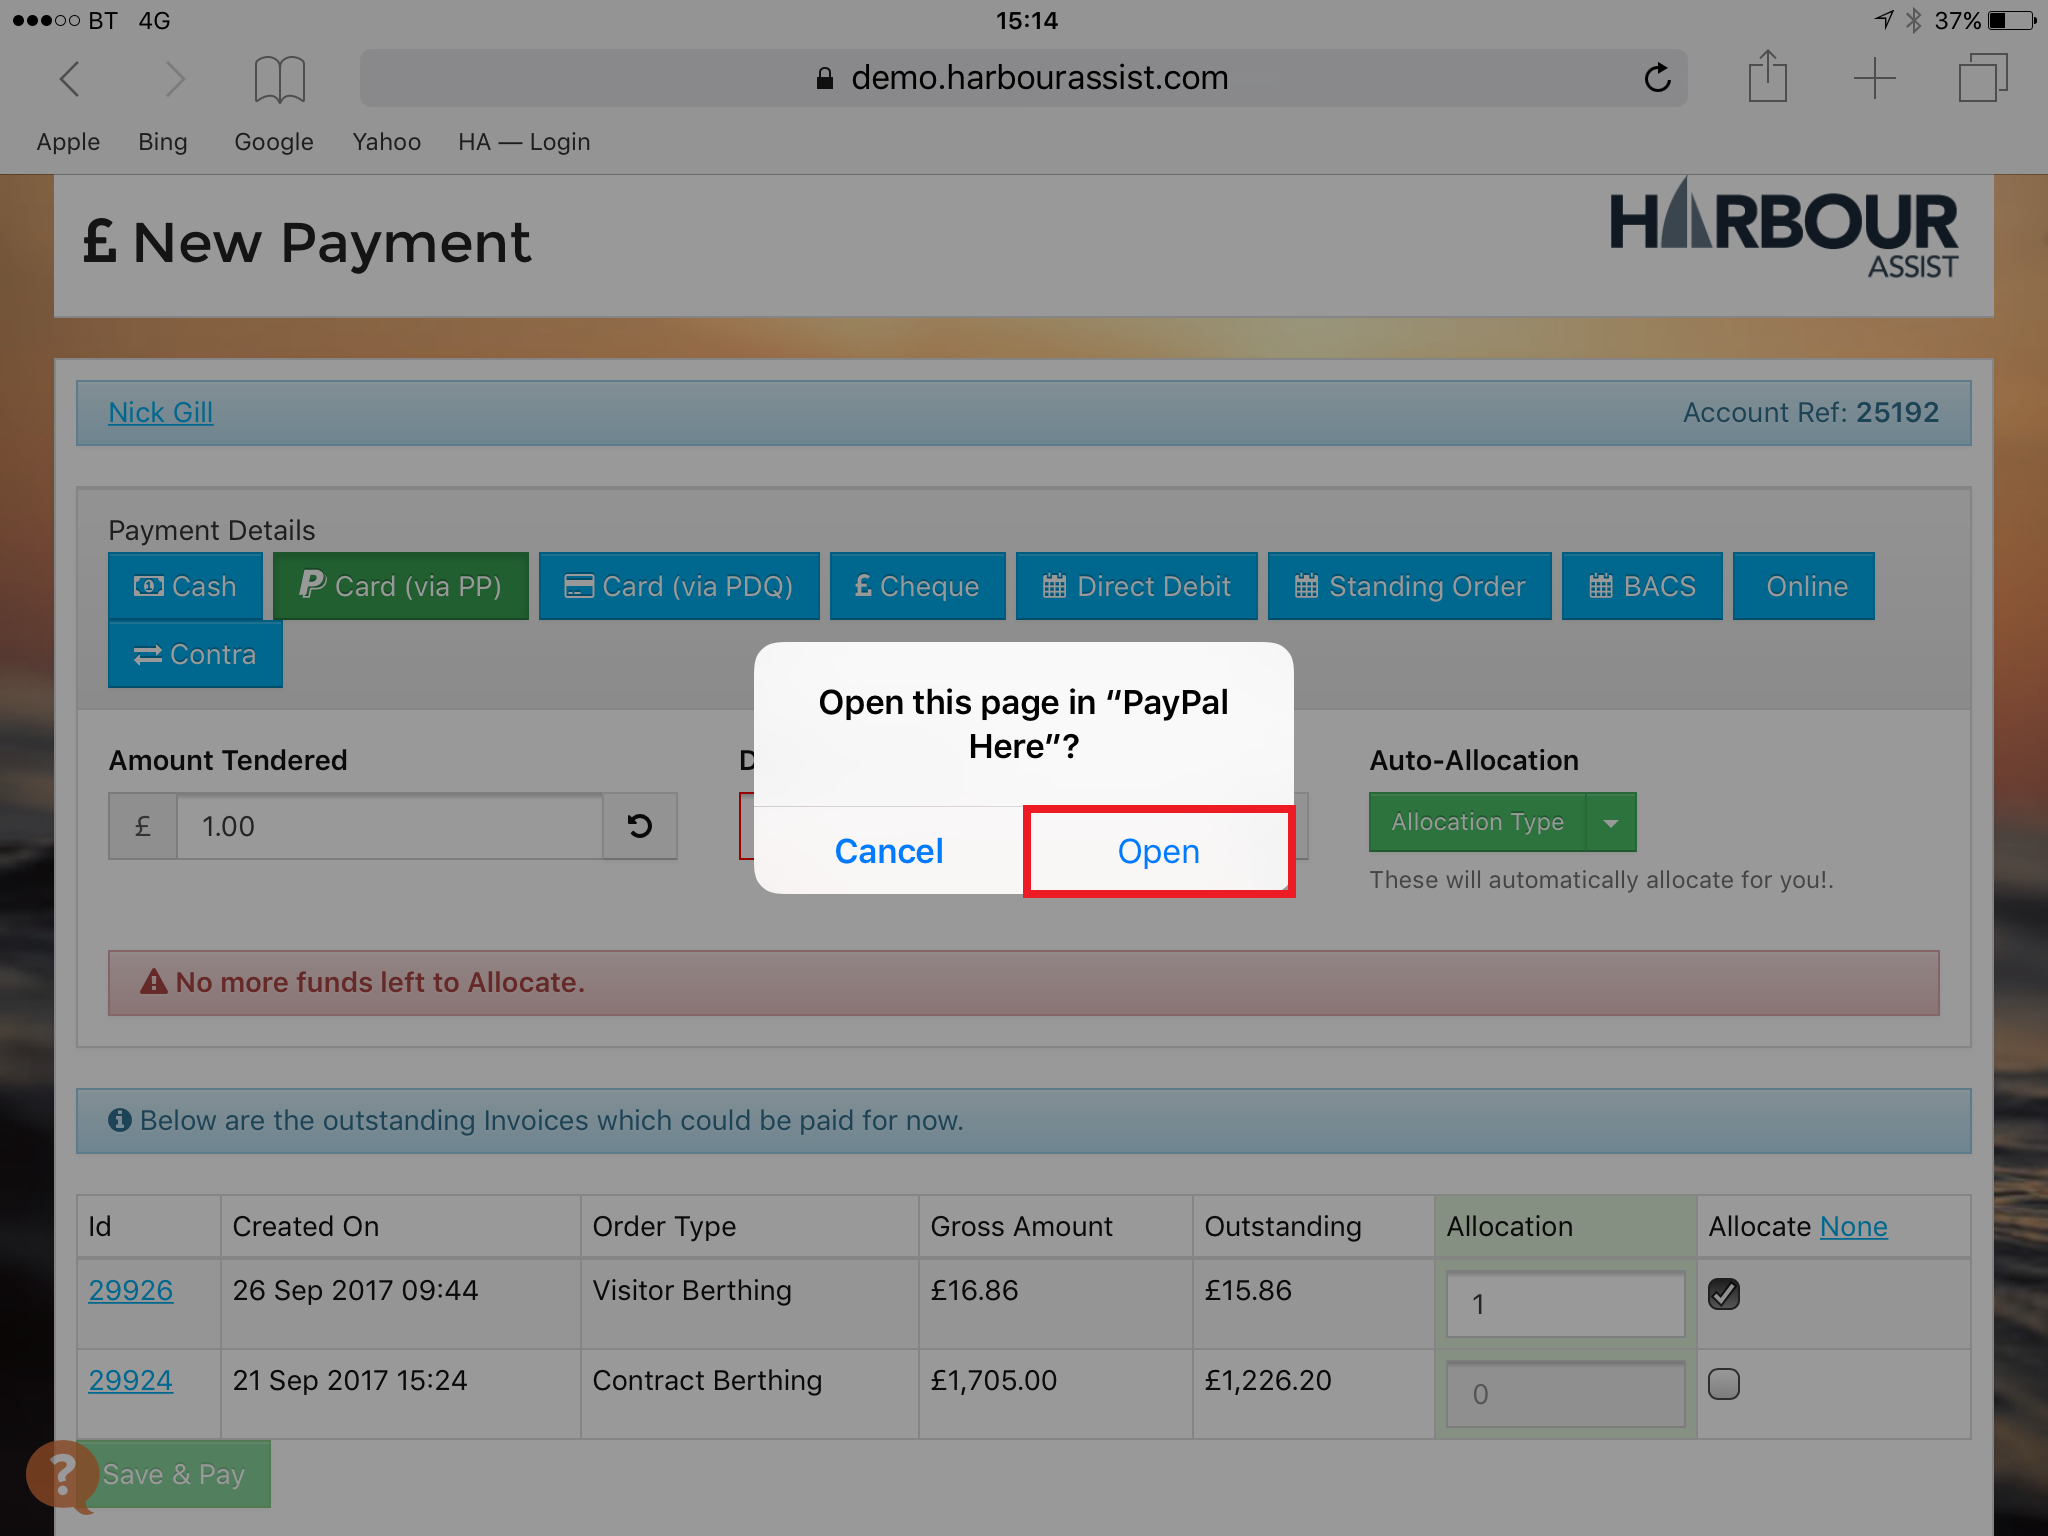 BT 4G 15:14 37%
demo.harbourassist.com
Apple Bing Google Yahoo HA — Login
£ New Payment
HARBOUR
ASSIST
Nick Gill Account Ref: 25192
Payment Details
Cash Card (via PP) Card (via PDQ) £ Cheque Direct Debit Standing Order BACS Online
Contra
Open this page in “PayPal
Here”?
Cancel Open
Amount Tendered D Auto-Allocation
£ 1.00 Allocation Type
These will automatically allocate for you!.
No more funds left to Allocate.
Below are the outstanding Invoices which could be paid for now.
Id Created On Order Type Gross Amount Outstanding Allocation Allocate None
29926 26 Sep 2017 09:44 Visitor Berthing £16.86 £15.86 1
29924 21 Sep 2017 15:24 Contract Berthing £1,705.00 £1,226.20 0
? Save & Pay